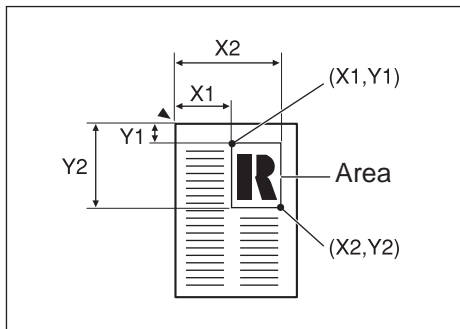 X2
(X1,Y1)
X1
Y1
Y2
R
Area
(X2,Y2)